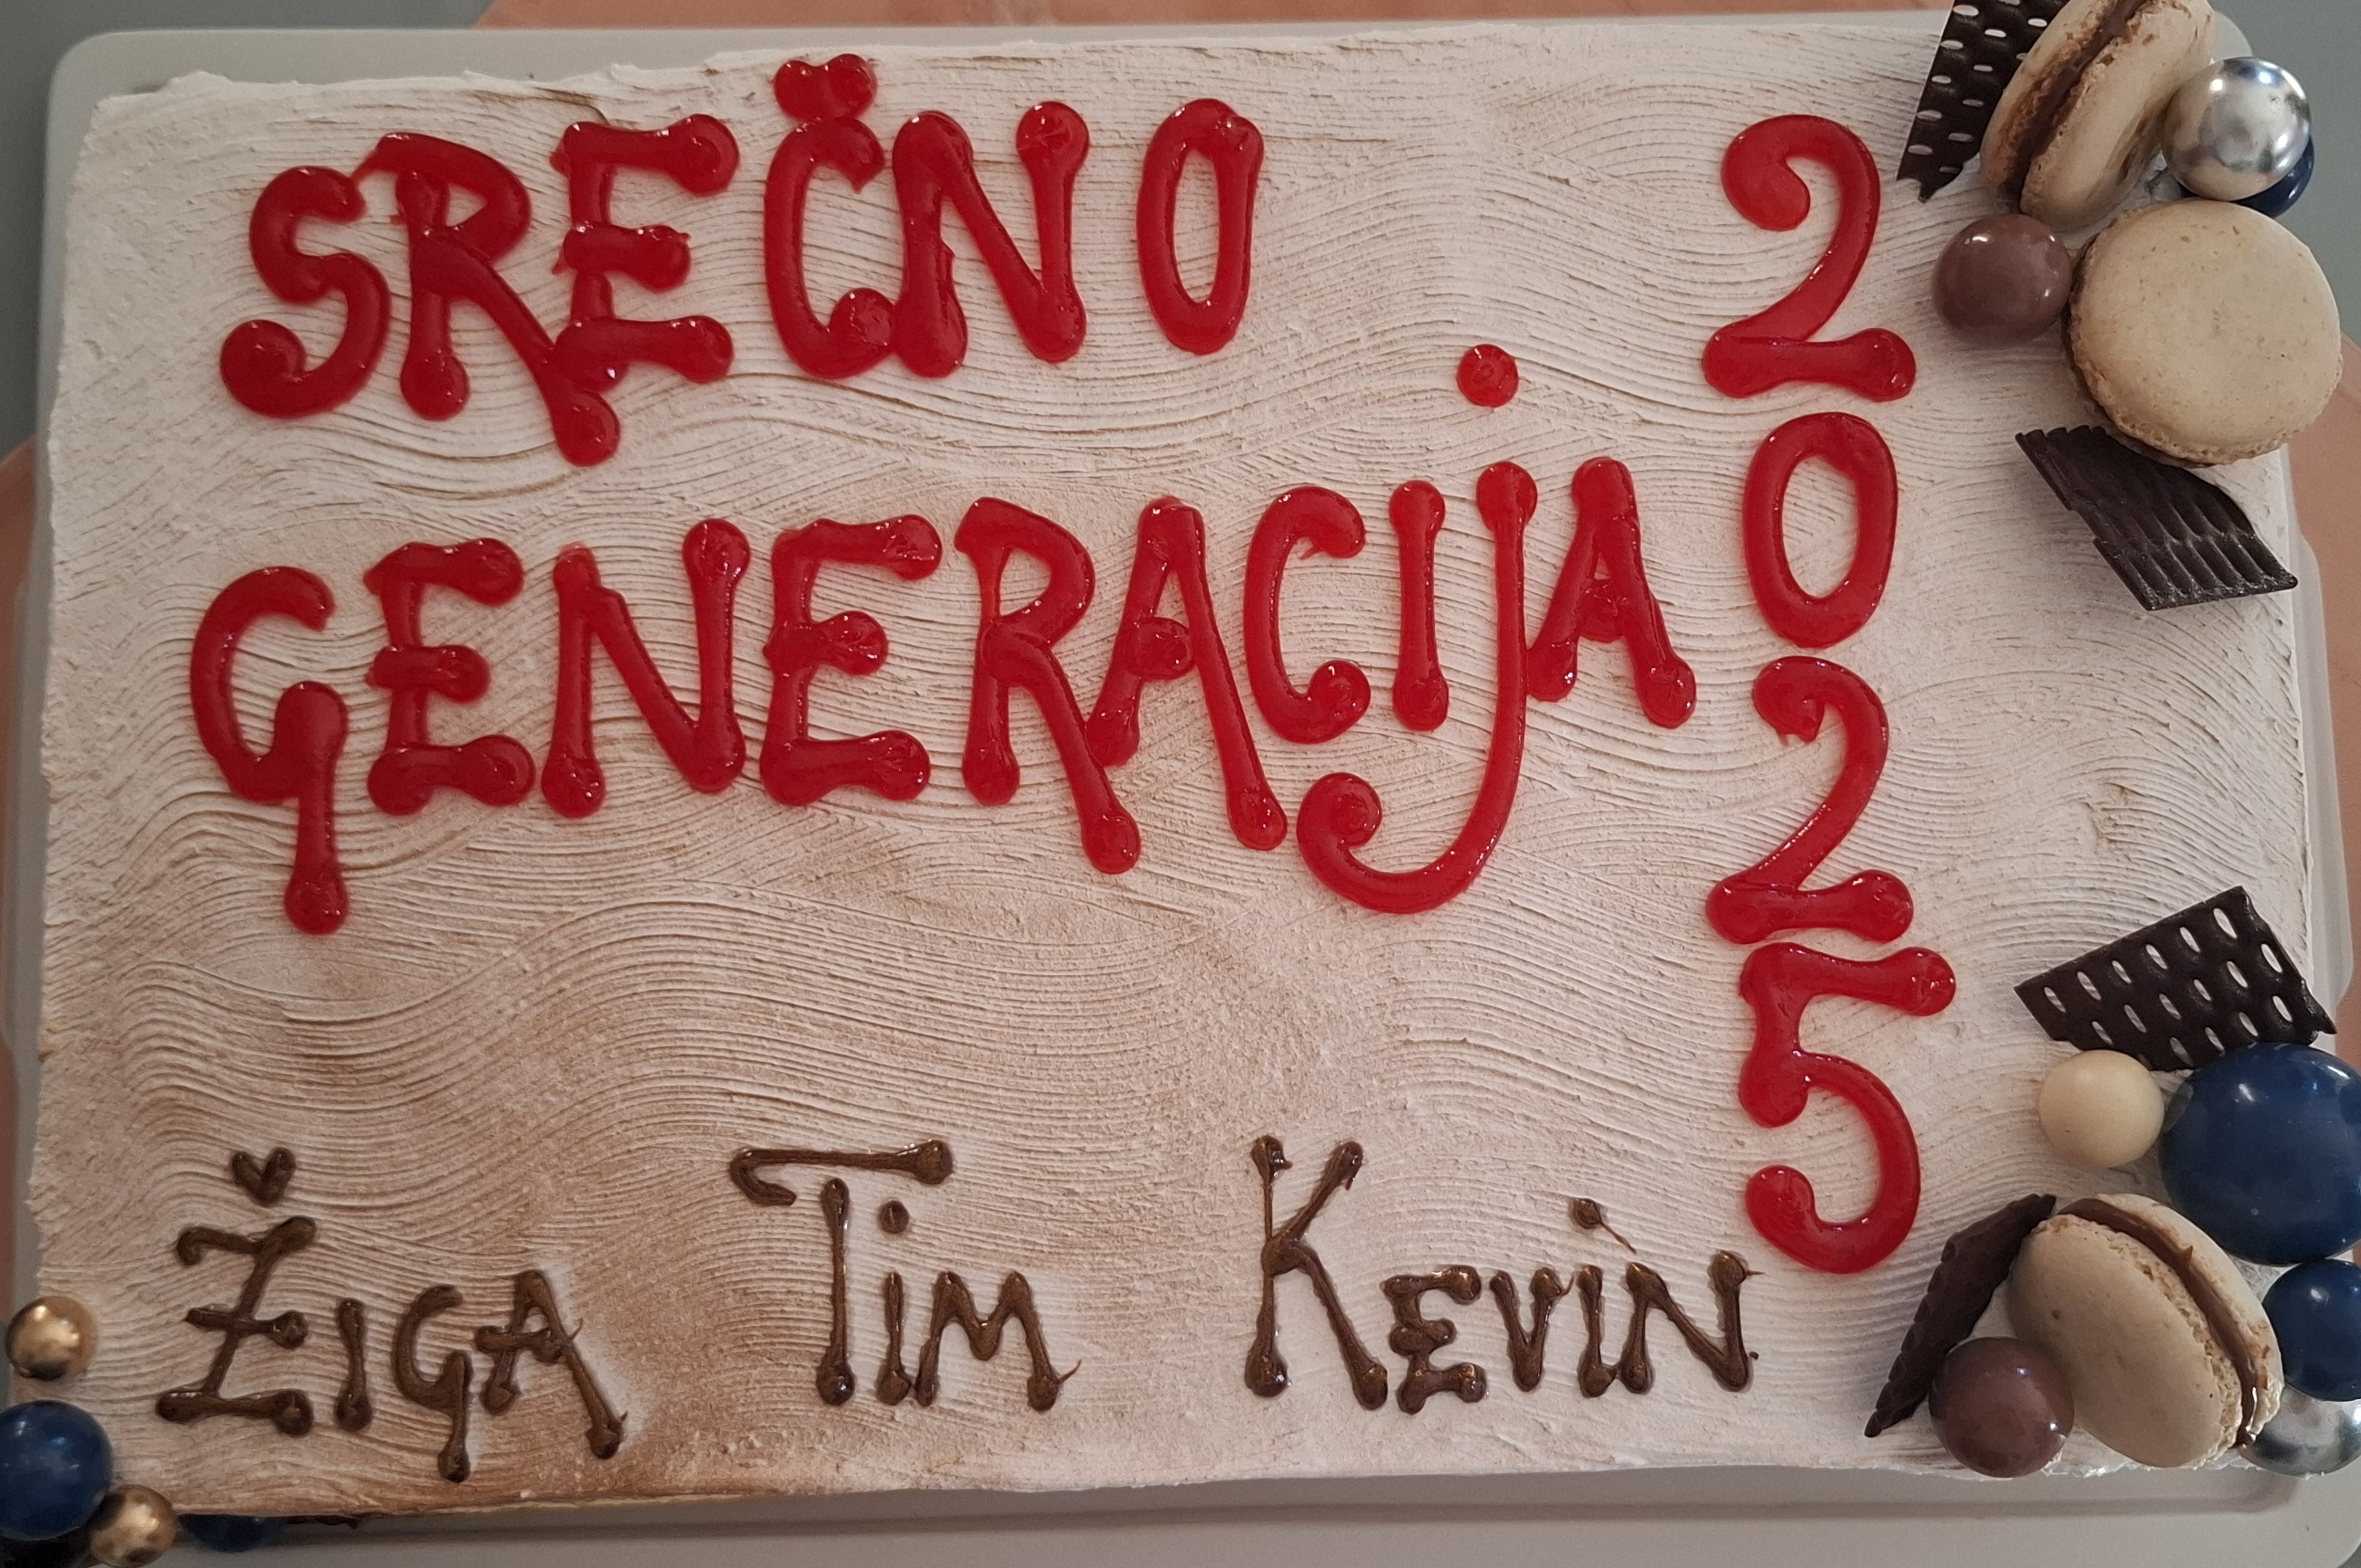 SREČNO
GENERACIJA
2025
ŽIGA TIM KEVIN